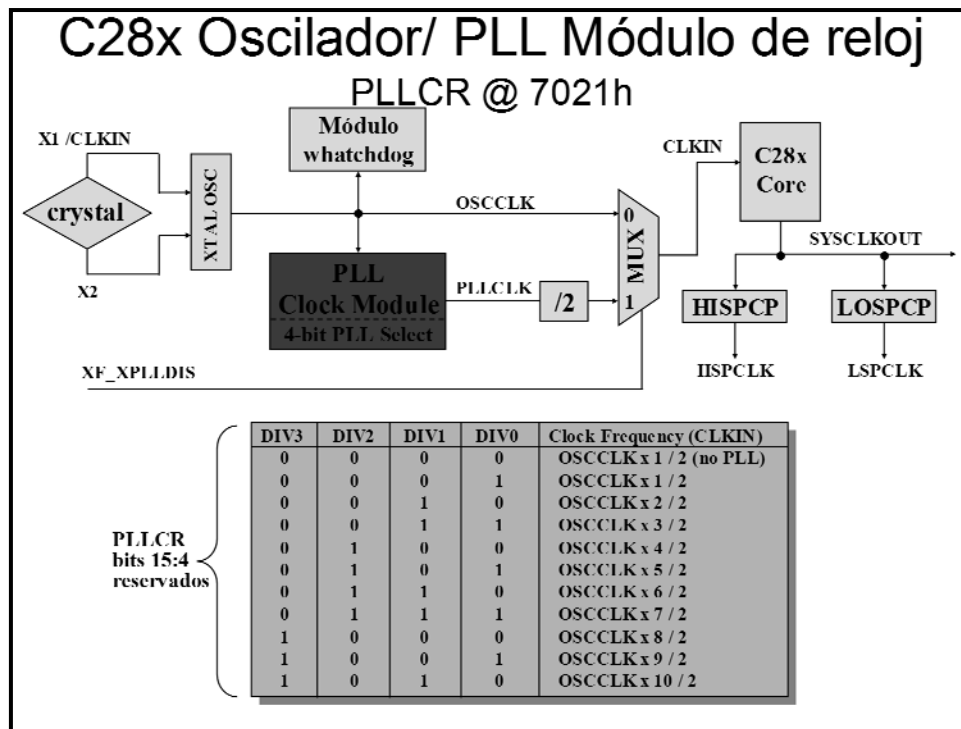 C28x Oscilador/ PLL Módulo de reloj
PLLCR @ 7021h
X1 /CLKIN
crystal
X2
XTAL OSC
Módulo
whatchdog
OSCCLK
PLL
Clock Module
4-bit PLL Select
PLLCLK
/2
0
MUX
1
XF_XPLLDIS
CLKIN
C28x
Core
SYSCLKOUT
HISPCP
LOSPCP
HSPCLK
LSPCLK
PLLCR
bits 15:4
reservados
DIV3 DIV2 DIV1 DIV0 Clock Frequency (CLKIN)
0 0 0 0 OSCCLK x 1 / 2 (no PLL)
0 0 0 1 OSCCLK x 1 / 2
0 0 1 0 OSCCLK x 2 / 2
0 0 1 1 OSCCLK x 3 / 2
0 1 0 0 OSCCLK x 4 / 2
0 1 0 1 OSCCLK x 5 / 2
0 1 1 0 OSCCLK x 6 / 2
0 1 1 1 OSCCLK x 7 / 2
1 0 0 0 OSCCLK x 8 / 2
1 0 0 1 OSCCLK x 9 / 2
1 0 1 0 OSCCLK x 10 / 2